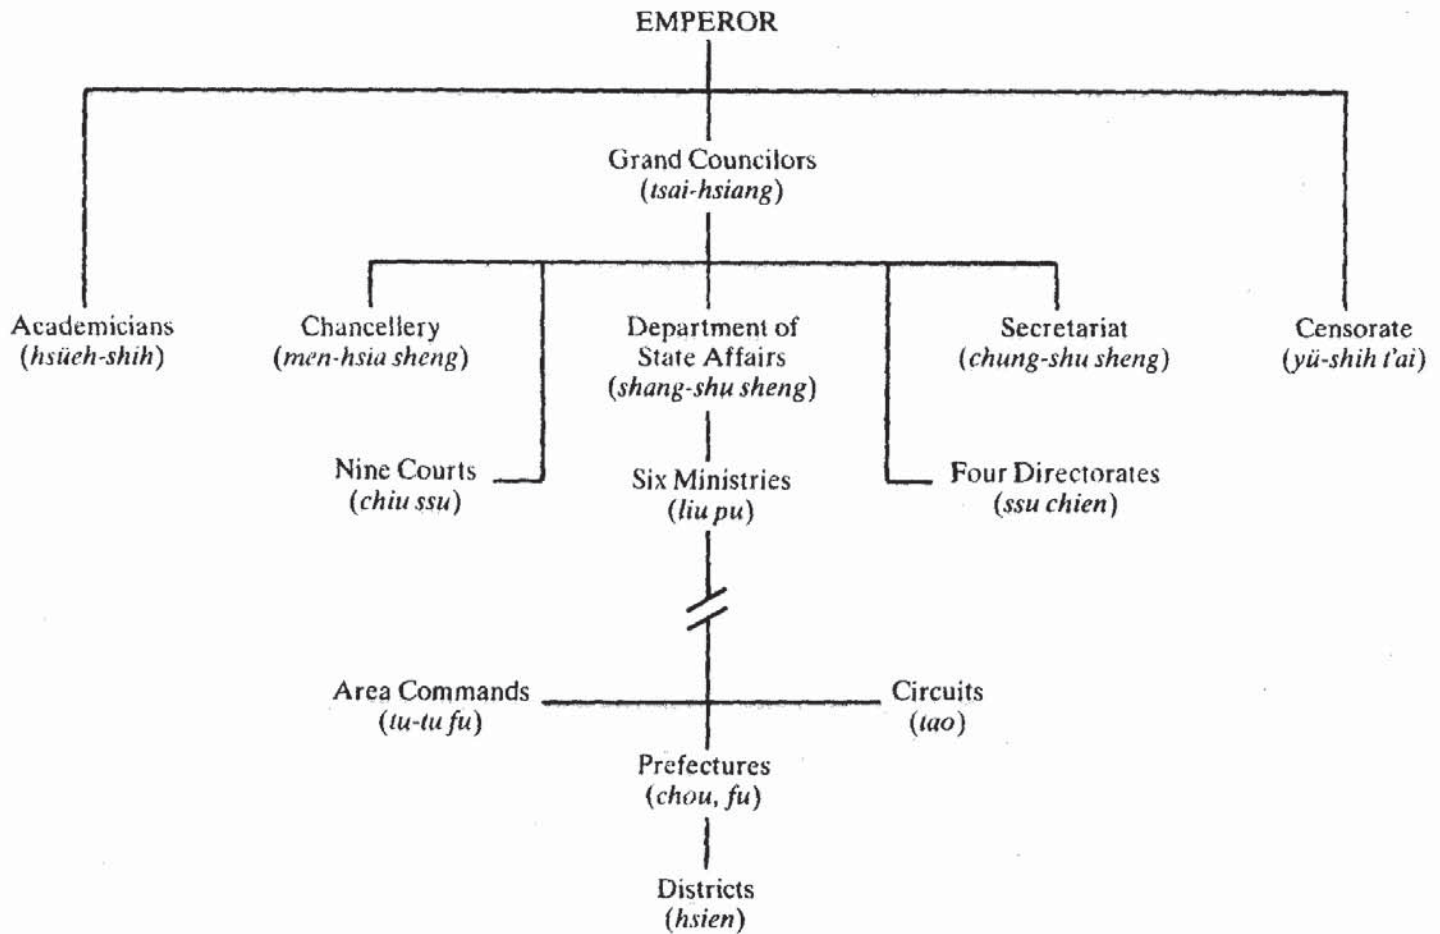 EMPEROR
Grand Councilors
(tsai-hsiang)
Academicians
(hsüeh-shih)
Chancellery
(men-hsia sheng)
Department of
State Affairs
(shang-shu sheng)
Secretariat
(chung-shu sheng)
Censorate
(yü-shih t'ai)
Nine Courts
(chiu ssu)
Six Ministries
(liu pu)
Four Directorates
(ssu chien)
Area Commands
(tu-tu fu)
Circuits
(tao)
Prefectures
(chou, fu)
Districts
(hsien)